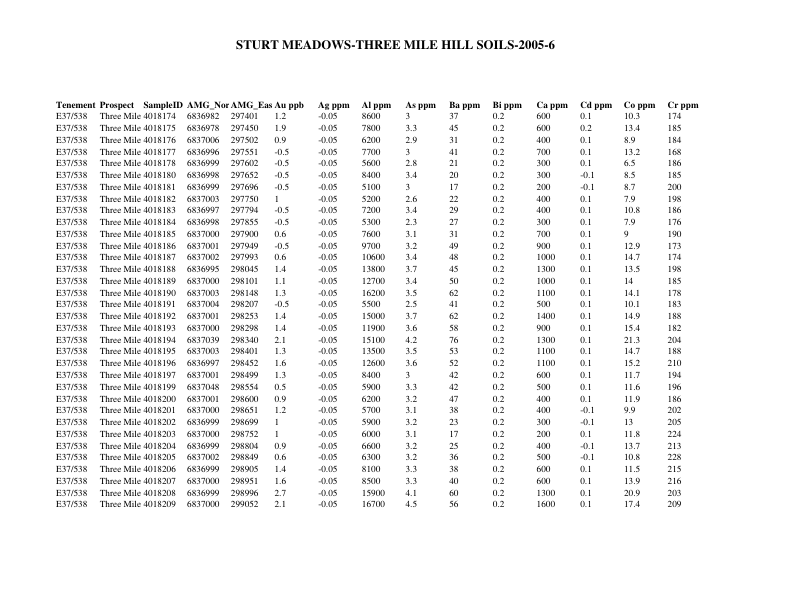 STURT MEADOWS-THREE MILE HILL SOILS-2005-6
Tenement Prospect SampleID AMG_Nor AMG_Eas Au ppb Ag ppm Al ppm As ppm Ba ppm Bi ppm Ca ppm Cd ppm Co ppm Cr ppm
E37/538 Three Mile 4018174 6836982 297401 1.2 -0.05 8600 3 37 0.2 600 0.1 10.3 174
E37/538 Three Mile 4018175 6836978 297450 1.9 -0.05 7800 3.3 45 0.2 600 0.2 13.4 185
E37/538 Three Mile 4018176 6837006 297502 0.9 -0.05 6200 2.9 31 0.2 400 0.1 8.9 184
E37/538 Three Mile 4018177 6836996 297551 -0.5 -0.05 7700 3 41 0.2 700 0.1 13.2 168
E37/538 Three Mile 4018178 6836999 297602 -0.5 -0.05 5600 2.8 21 0.2 300 0.1 6.5 186
E37/538 Three Mile 4018180 6836998 297652 -0.5 -0.05 8400 3.4 20 0.2 300 -0.1 8.5 185
E37/538 Three Mile 4018181 6836999 297696 -0.5 -0.05 5100 3 17 0.2 200 -0.1 8.7 200
E37/538 Three Mile 4018182 6837003 297750 1 -0.05 5200 2.6 22 0.2 400 0.1 7.9 198
E37/538 Three Mile 4018183 6836997 297794 -0.5 -0.05 7200 3.4 29 0.2 400 0.1 10.8 186
E37/538 Three Mile 4018184 6836998 297855 -0.5 -0.05 5300 2.3 27 0.2 300 0.1 7.9 176
E37/538 Three Mile 4018185 6837000 297900 0.6 -0.05 7600 3.1 31 0.2 700 0.1 9 190
E37/538 Three Mile 4018186 6837001 297949 -0.5 -0.05 9700 3.2 49 0.2 900 0.1 12.9 173
E37/538 Three Mile 4018187 6837002 297993 0.6 -0.05 10600 3.4 48 0.2 1000 0.1 14.7 174
E37/538 Three Mile 4018188 6836995 298045 1.4 -0.05 13800 3.7 45 0.2 1300 0.1 13.5 198
E37/538 Three Mile 4018189 6837000 298101 1.1 -0.05 12700 3.4 50 0.2 1000 0.1 14 185
E37/538 Three Mile 4018190 6837003 298148 1.3 -0.05 16200 3.5 62 0.2 1100 0.1 14.1 178
E37/538 Three Mile 4018191 6837004 298207 -0.5 -0.05 5500 2.5 41 0.2 500 0.1 10.1 183
E37/538 Three Mile 4018192 6837001 298253 1.4 -0.05 15000 3.7 62 0.2 1400 0.1 14.9 188
E37/538 Three Mile 4018193 6837000 298298 1.4 -0.05 11900 3.6 58 0.2 900 0.1 15.4 182
E37/538 Three Mile 4018194 6837039 298340 2.1 -0.05 15100 4.2 76 0.2 1300 0.1 21.3 204
E37/538 Three Mile 4018195 6837003 298401 1.3 -0.05 13500 3.5 53 0.2 1100 0.1 14.7 188
E37/538 Three Mile 4018196 6836997 298452 1.6 -0.05 12600 3.6 52 0.2 1100 0.1 15.2 210
E37/538 Three Mile 4018197 6837001 298499 1.3 -0.05 8400 3 42 0.2 600 0.1 11.7 194
E37/538 Three Mile 4018199 6837048 298554 0.5 -0.05 5900 3.3 42 0.2 500 0.1 11.6 196
E37/538 Three Mile 4018200 6837001 298600 0.9 -0.05 6200 3.2 47 0.2 400 0.1 11.9 186
E37/538 Three Mile 4018201 6837000 298651 1.2 -0.05 5700 3.1 38 0.2 400 -0.1 9.9 202
E37/538 Three Mile 4018202 6836999 298699 1 -0.05 5900 3.2 23 0.2 300 -0.1 13 205
E37/538 Three Mile 4018203 6837000 298752 1 -0.05 6000 3.1 17 0.2 200 0.1 11.8 224
E37/538 Three Mile 4018204 6836999 298804 0.9 -0.05 6600 3.2 25 0.2 400 -0.1 13.7 213
E37/538 Three Mile 4018205 6837002 298849 0.6 -0.05 6300 3.2 36 0.2 500 -0.1 10.8 228
E37/538 Three Mile 4018206 6836999 298905 1.4 -0.05 8100 3.3 38 0.2 600 0.1 11.5 215
E37/538 Three Mile 4018207 6837000 298951 1.6 -0.05 8500 3.3 40 0.2 600 0.1 13.9 216
E37/538 Three Mile 4018208 6836999 298996 2.7 -0.05 15900 4.1 60 0.2 1300 0.1 20.9 203
E37/538 Three Mile 4018209 6837000 299052 2.1 -0.05 16700 4.5 56 0.2 1600 0.1 17.4 209